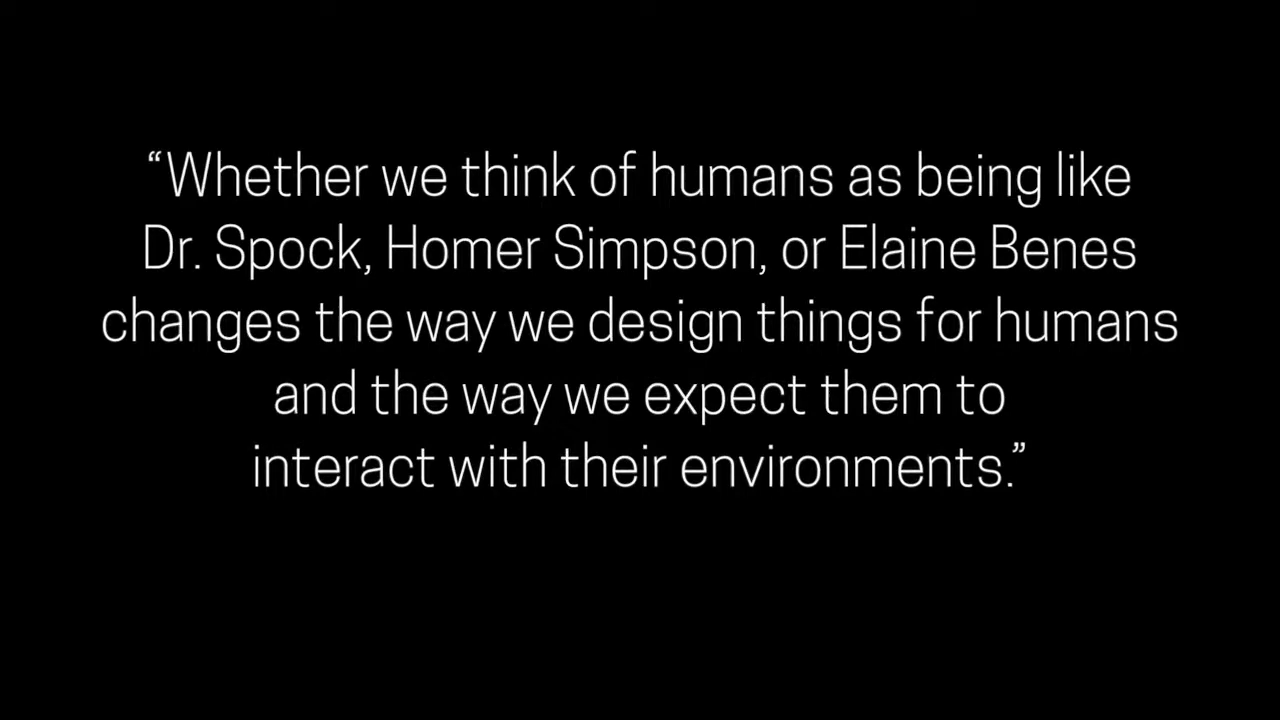 “Whether we think of humans as being like
Dr. Spock, Homer Simpson, or Elaine Benes
changes the way we design things for humans
and the way we expect them to
interact with their environments.”